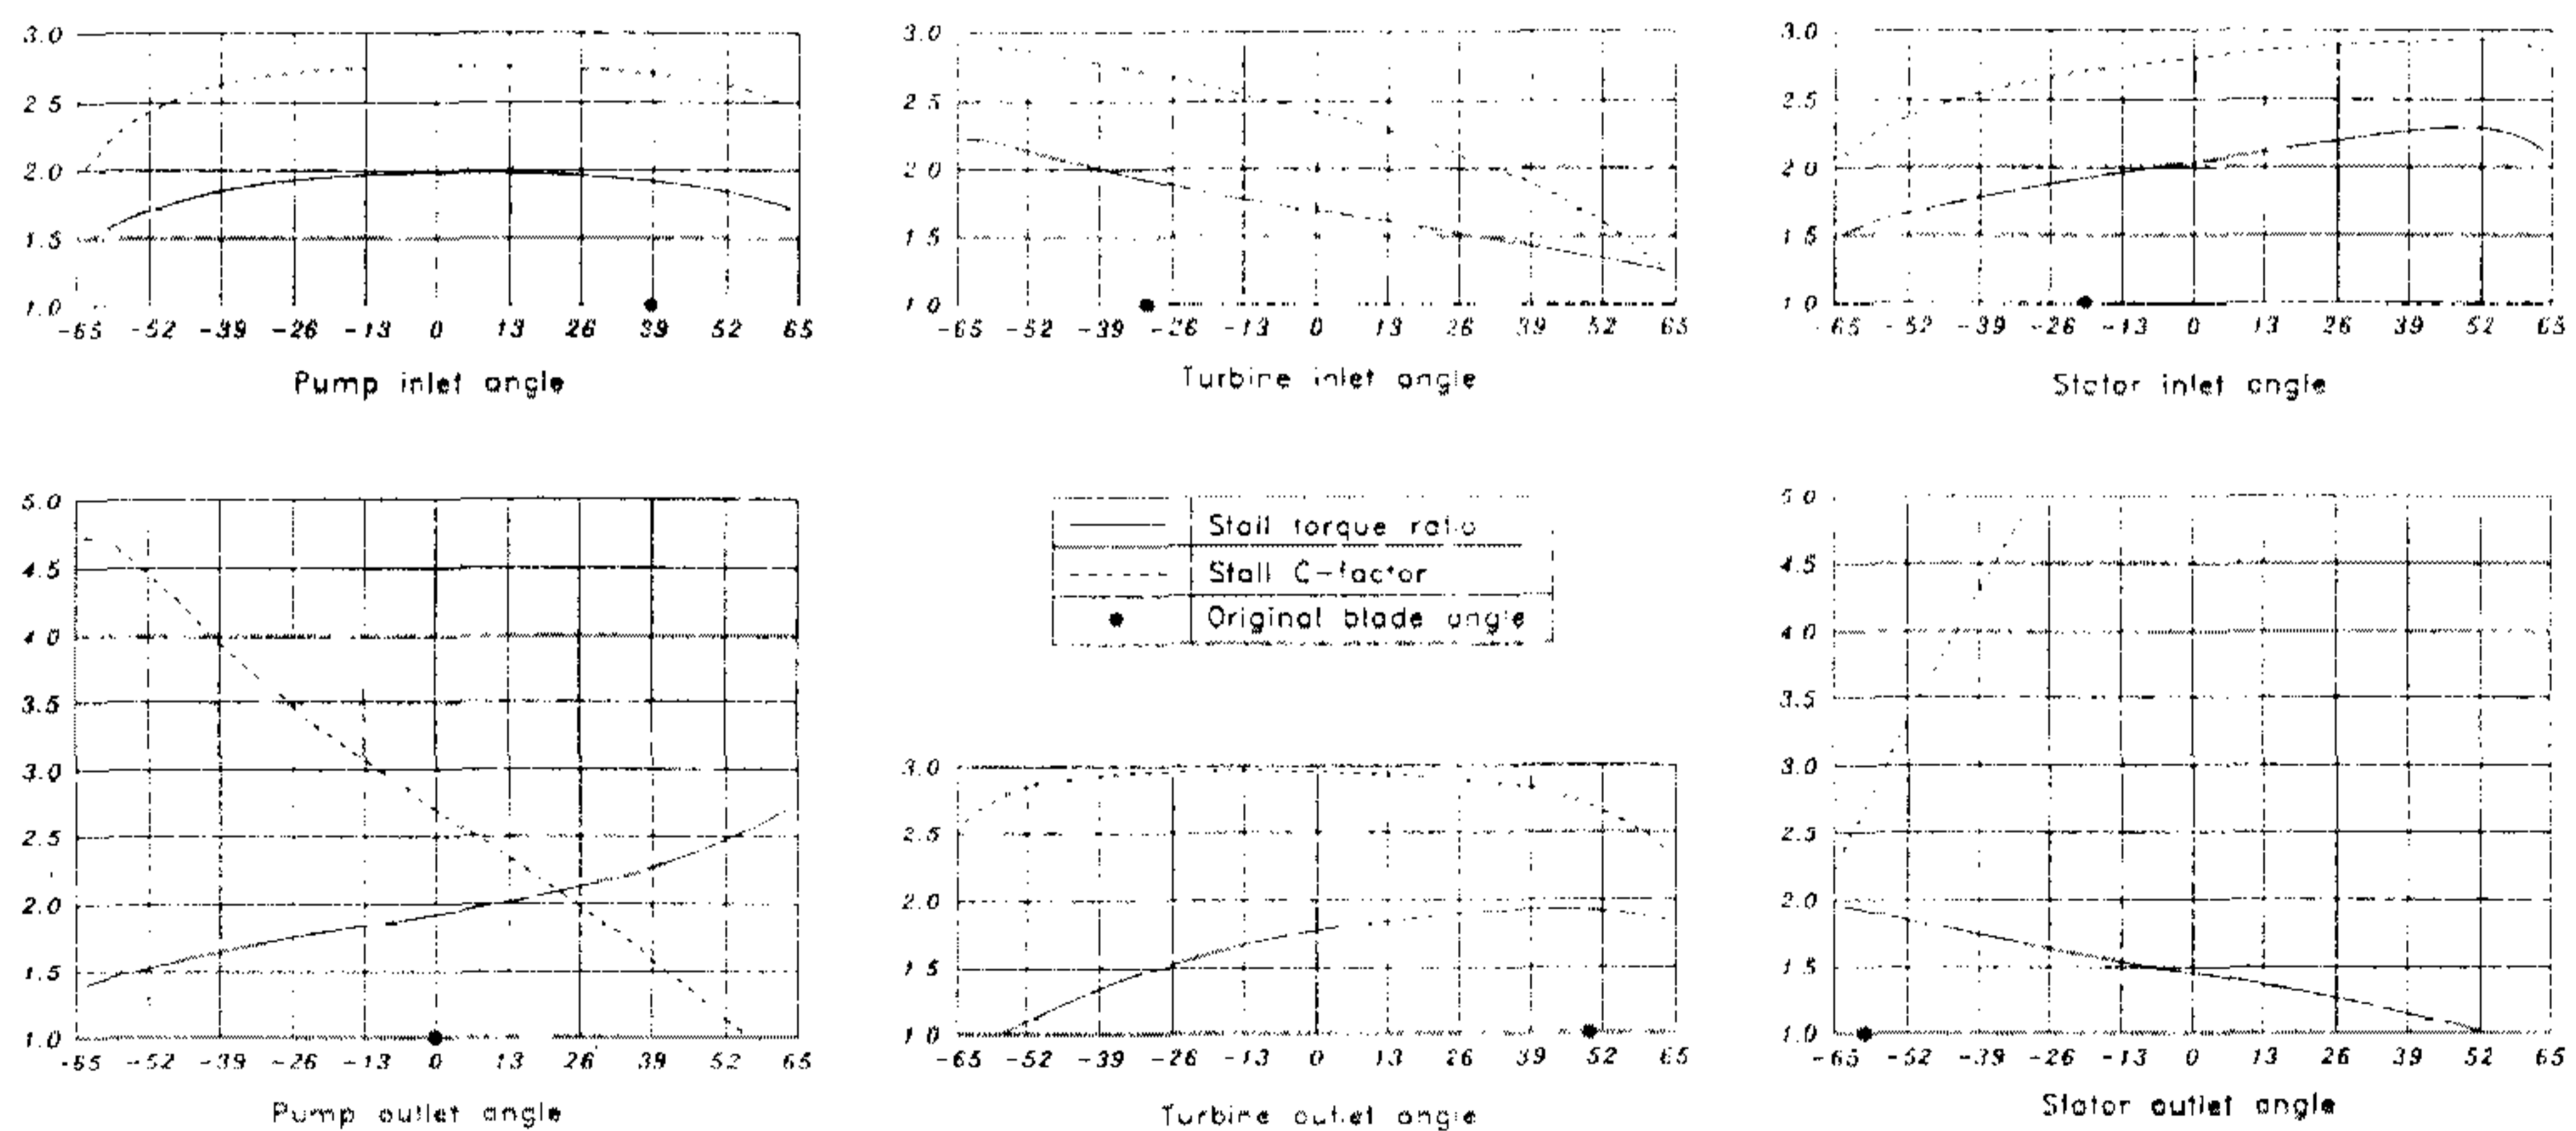 3.0 3.0 3.0
2.5 2.5 2.5
2.0 2.0 2.0
1.5 1.5 1.5
1.0 1.0 1.0
-65 -52 -39 -26 -13 0 13 26 39 52 65 -65 -52 -39 -26 -13 0 13 26 39 52 65 -65 -52 -39 -26 -13 0 13 26 39 52 65
Pump inlet angle Turbine inlet angle Stator inlet angle
5.0
4.5
4.0
3.5
3.0
2.5
2.0
1.5
1.0
-65 -52 -39 -26 -13 0 13 26 39 52 65
Pump outlet angle
Stall torque ratio
Stall C-factor
Original blade angle
3.0
2.5
2.0
1.5
1.0
-65 -52 -39 -26 -13 0 13 26 39 52 65
Turbine outlet angle
5.0
4.5
4.0
3.5
3.0
2.5
2.0
1.5
1.0
-65 -52 -39 -26 -13 0 13 26 39 52 65
Stator outlet angle